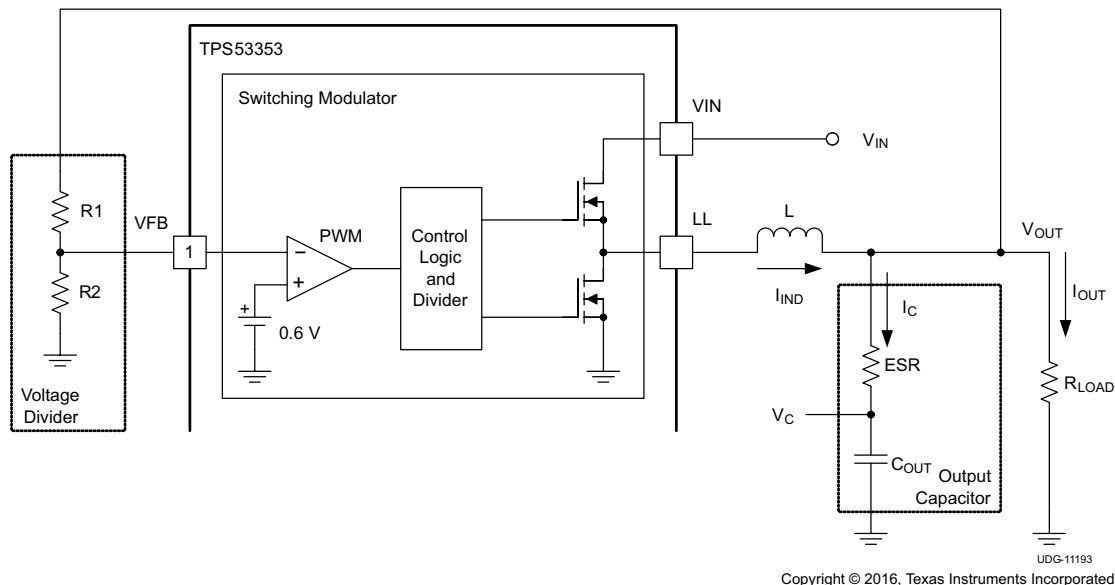 TPS53353
Switching Modulator
VIN
V_IN
R1
VFB
1
PWM
Control
Logic
and
Divider
LL
L
V_OUT
R2
−
+
+
0.6 V
I_IND
I_C
I_OUT
ESR
R_LOAD
Voltage
Divider
V_C
C_OUT
Output
Capacitor
UDG-11193
Copyright © 2016, Texas Instruments Incorporated